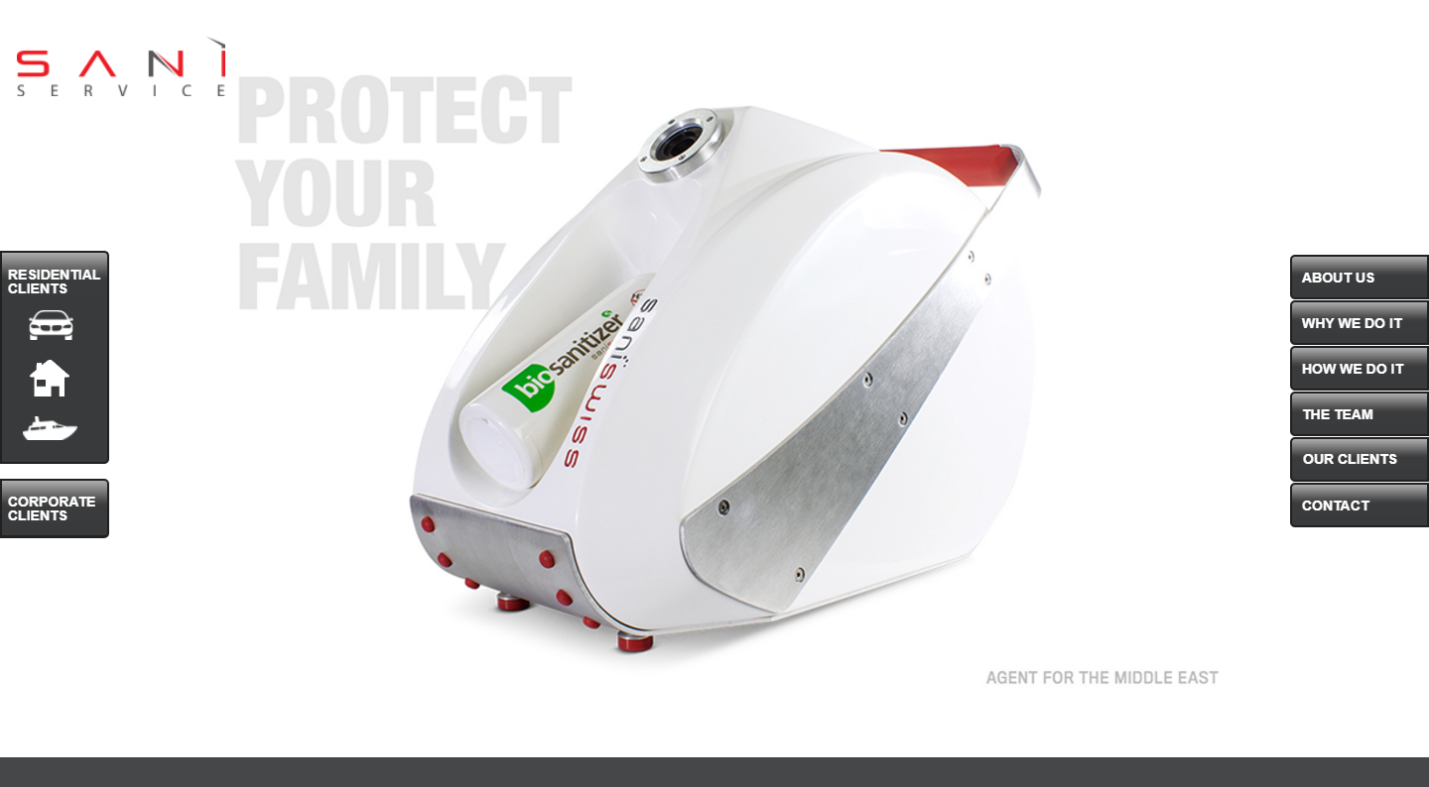 SANI
SERVICE
PROTECT
YOUR
FAMILY
RESIDENTIAL
CLIENTS
CORPORATE
CLIENTS
biosanitizer
saniswiss
ABOUT US
WHY WE DO IT
HOW WE DO IT
THE TEAM
OUR CLIENTS
CONTACT
AGENT FOR THE MIDDLE EAST